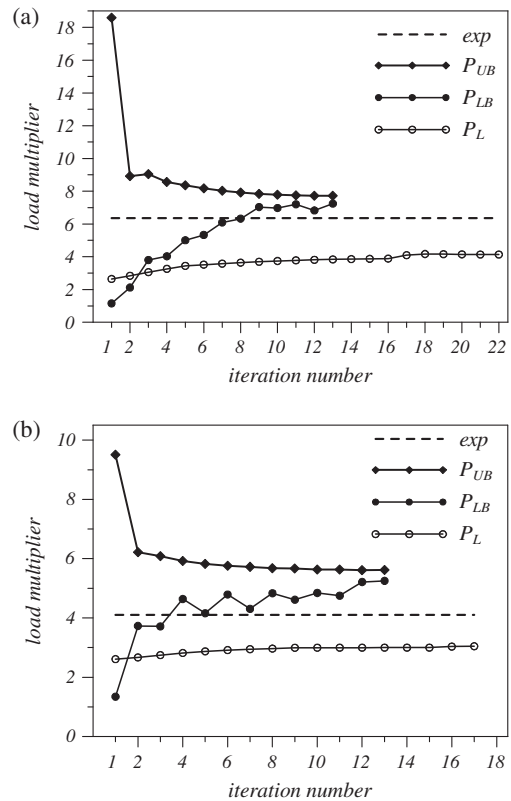 (a)
18
16
14
12
10
8
6
4
2
0
load multiplier
exp
P_UB
P_LB
P_L
1 2 4 6 8 10 12 14 16 18 20 22
iteration number
(b)
10
8
6
4
2
0
load multiplier
exp
P_UB
P_LB
P_L
1 2 4 6 8 10 12 14 16 18
iteration number